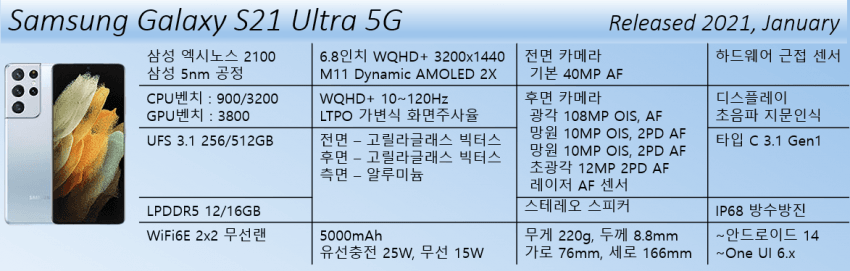 Samsung Galaxy S21 Ultra 5G
Released 2021, January
삼성 엑시노스 2100
삼성 5nm 공정
6.8인치 WQHD+ 3200x1440
M11 Dynamic AMOLED 2X
전면 카메라
기본 40MP AF
하드웨어 근접 센서
CPU벤치 : 900/3200
GPU벤치 : 3800
WQHD+ 10~120Hz
LTPO 가변식 화면주사율
후면 카메라
광각 108MP OIS, AF
망원 10MP OIS, 2PD AF
망원 10MP OIS, 2PD AF
초광각 12MP 2PD AF
레이저 AF 센서
디스플레이
초음파 지문인식
UFS 3.1 256/512GB
전면 – 고릴라글래스 빅터스
후면 – 고릴라글래스 빅터스
측면 – 알루미늄
타입 C 3.1 Gen1
LPDDR5 12/16GB
스테레오 스피커
IP68 방수방진
WiFi6E 2x2 무선랜
5000mAh
유선충전 25W, 무선 15W
무게 220g, 두께 8.8mm
가로 76mm, 세로 166mm
~안드로이드 14
~One UI 6.x